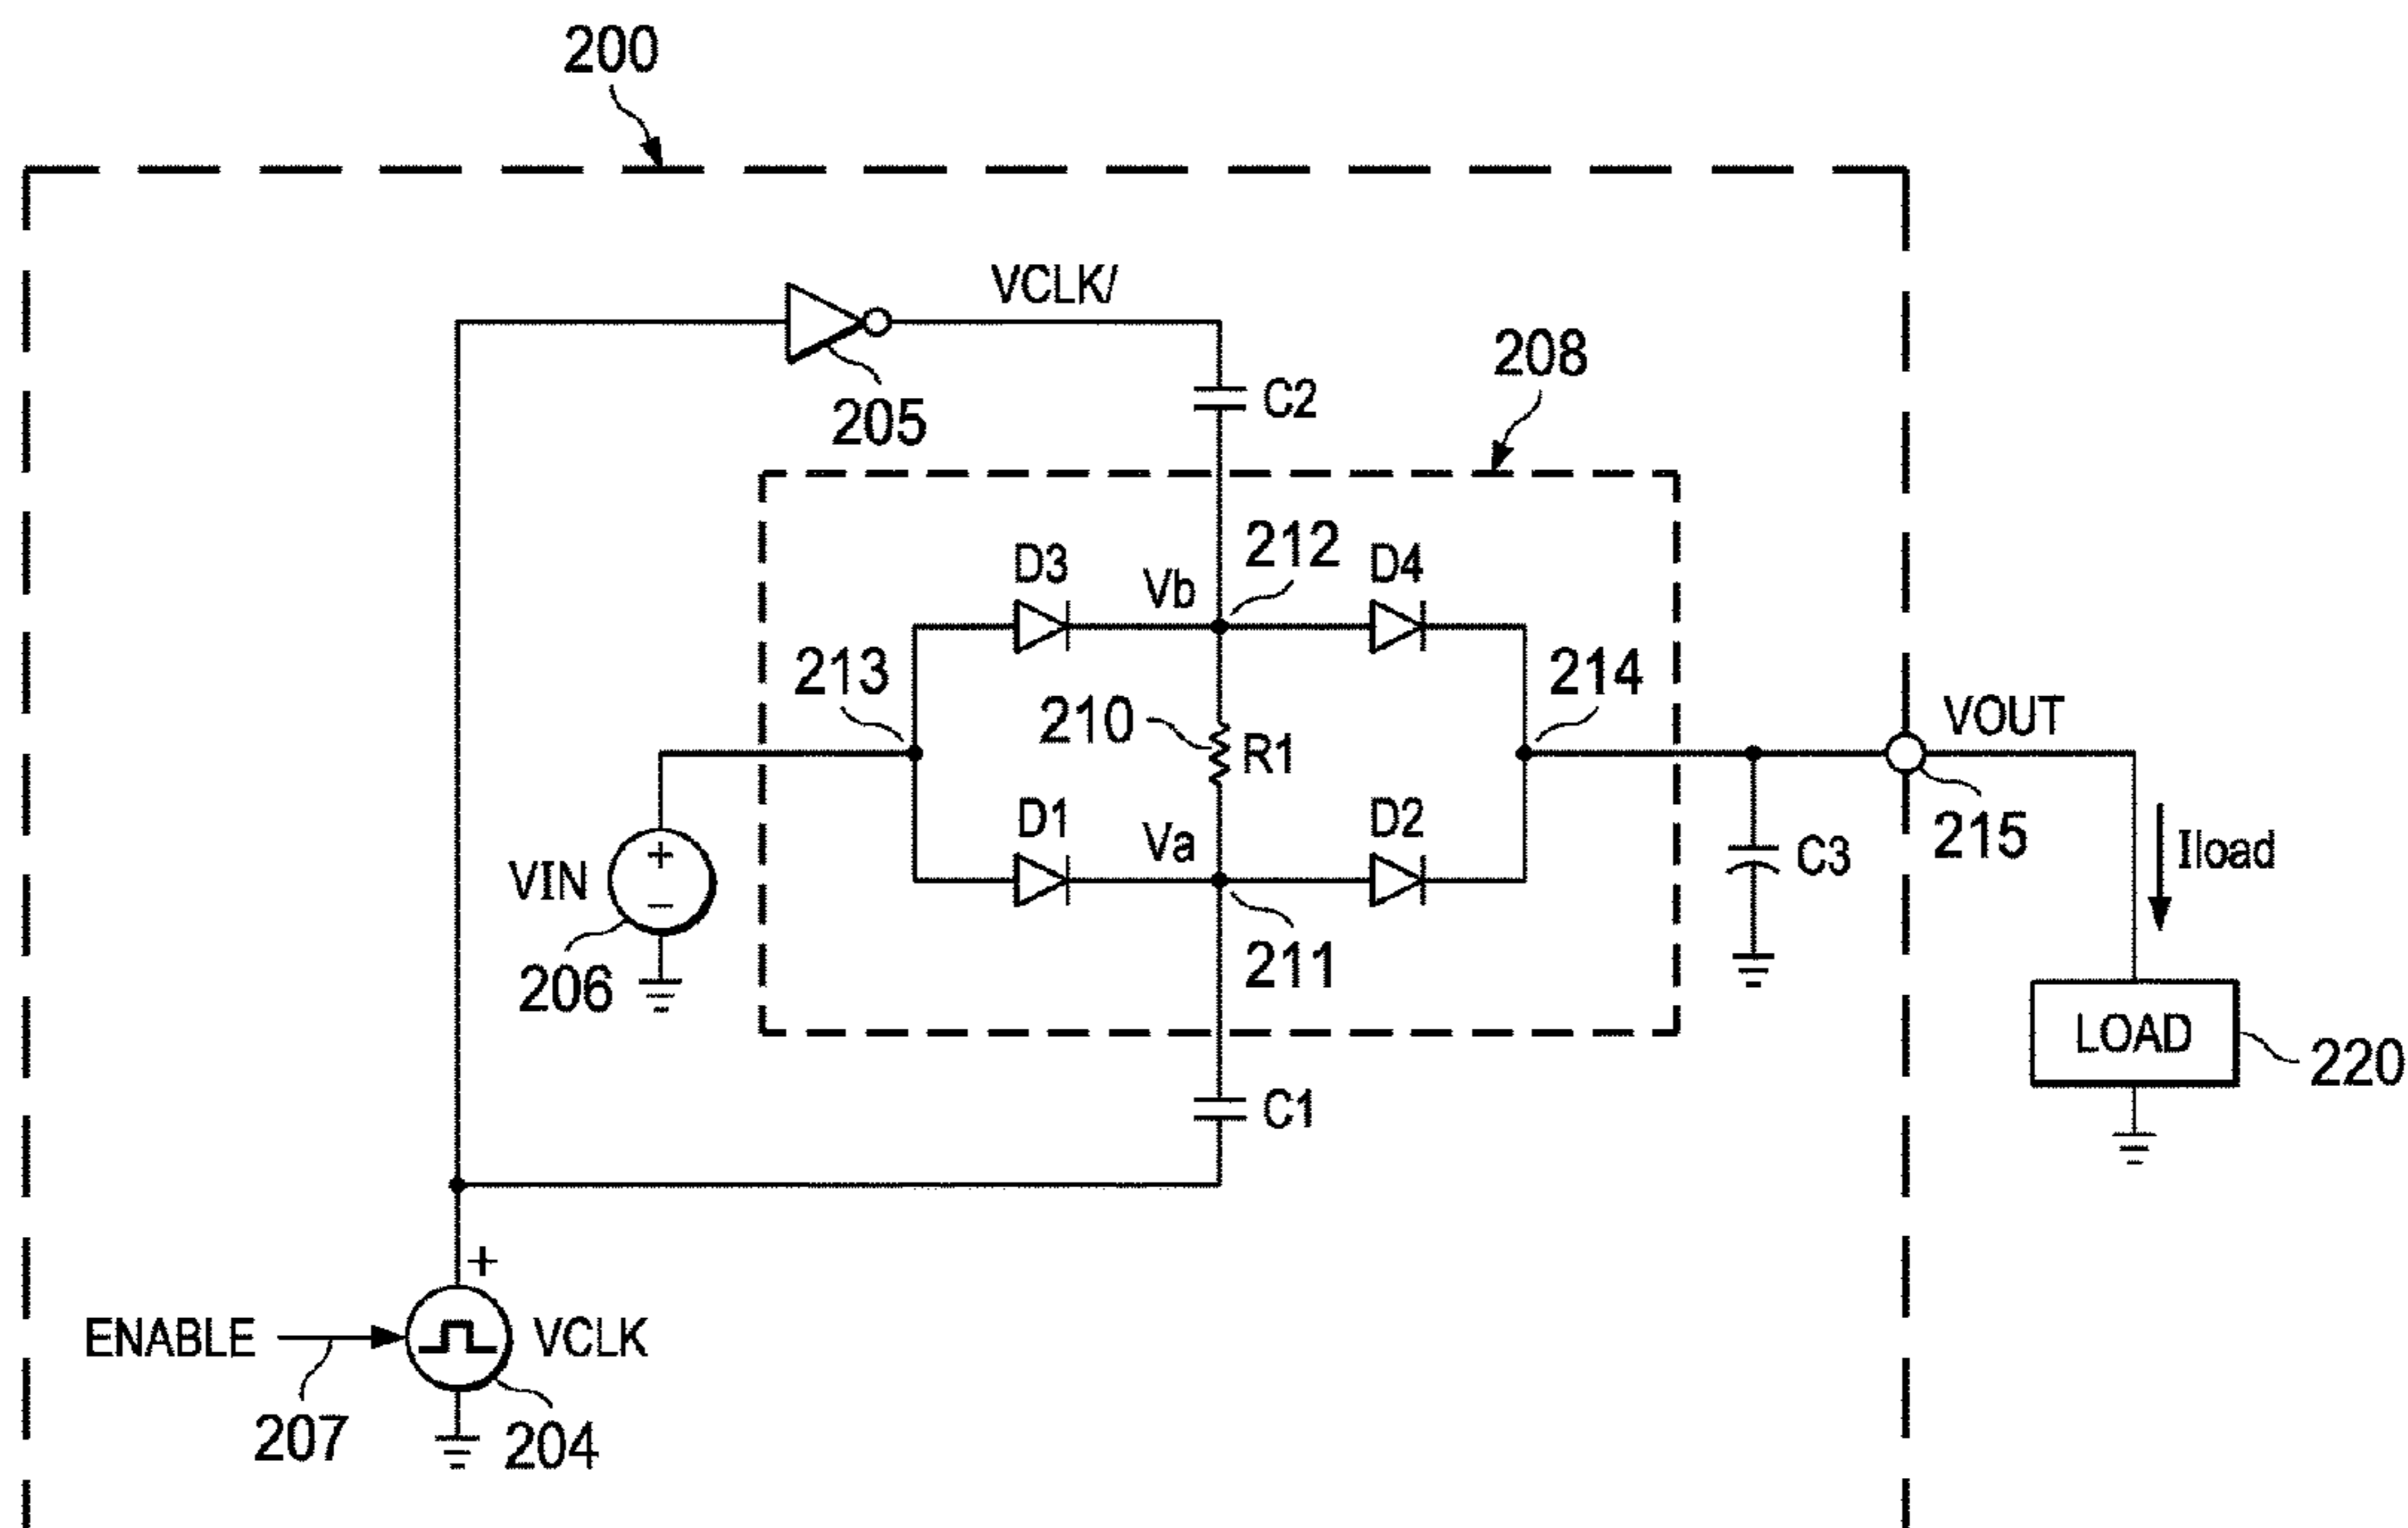 200
VCLK/
205
C2
208
D3
Vb
212
D4
213
210
R1
214
VOUT
215
Iload
D1
Va
D2
C3
VIN
+
−
206
211
LOAD
220
C1
+
ENABLE
VCLK
207
204